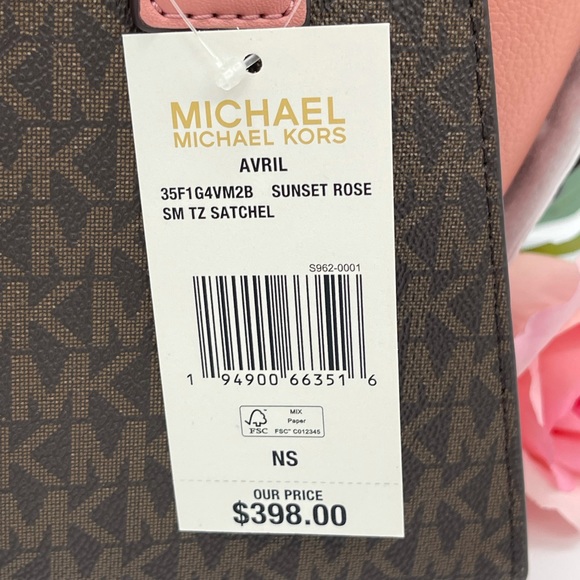 MICHAEL
MICHAEL KORS
AVRIL
35F1G4VM2B SUNSET ROSE
SM TZ SATCHEL
S962-0001
1 94900 66351 6
FSC
MIX
Paper
FSC™ C012345
NS
OUR PRICE
$398.00